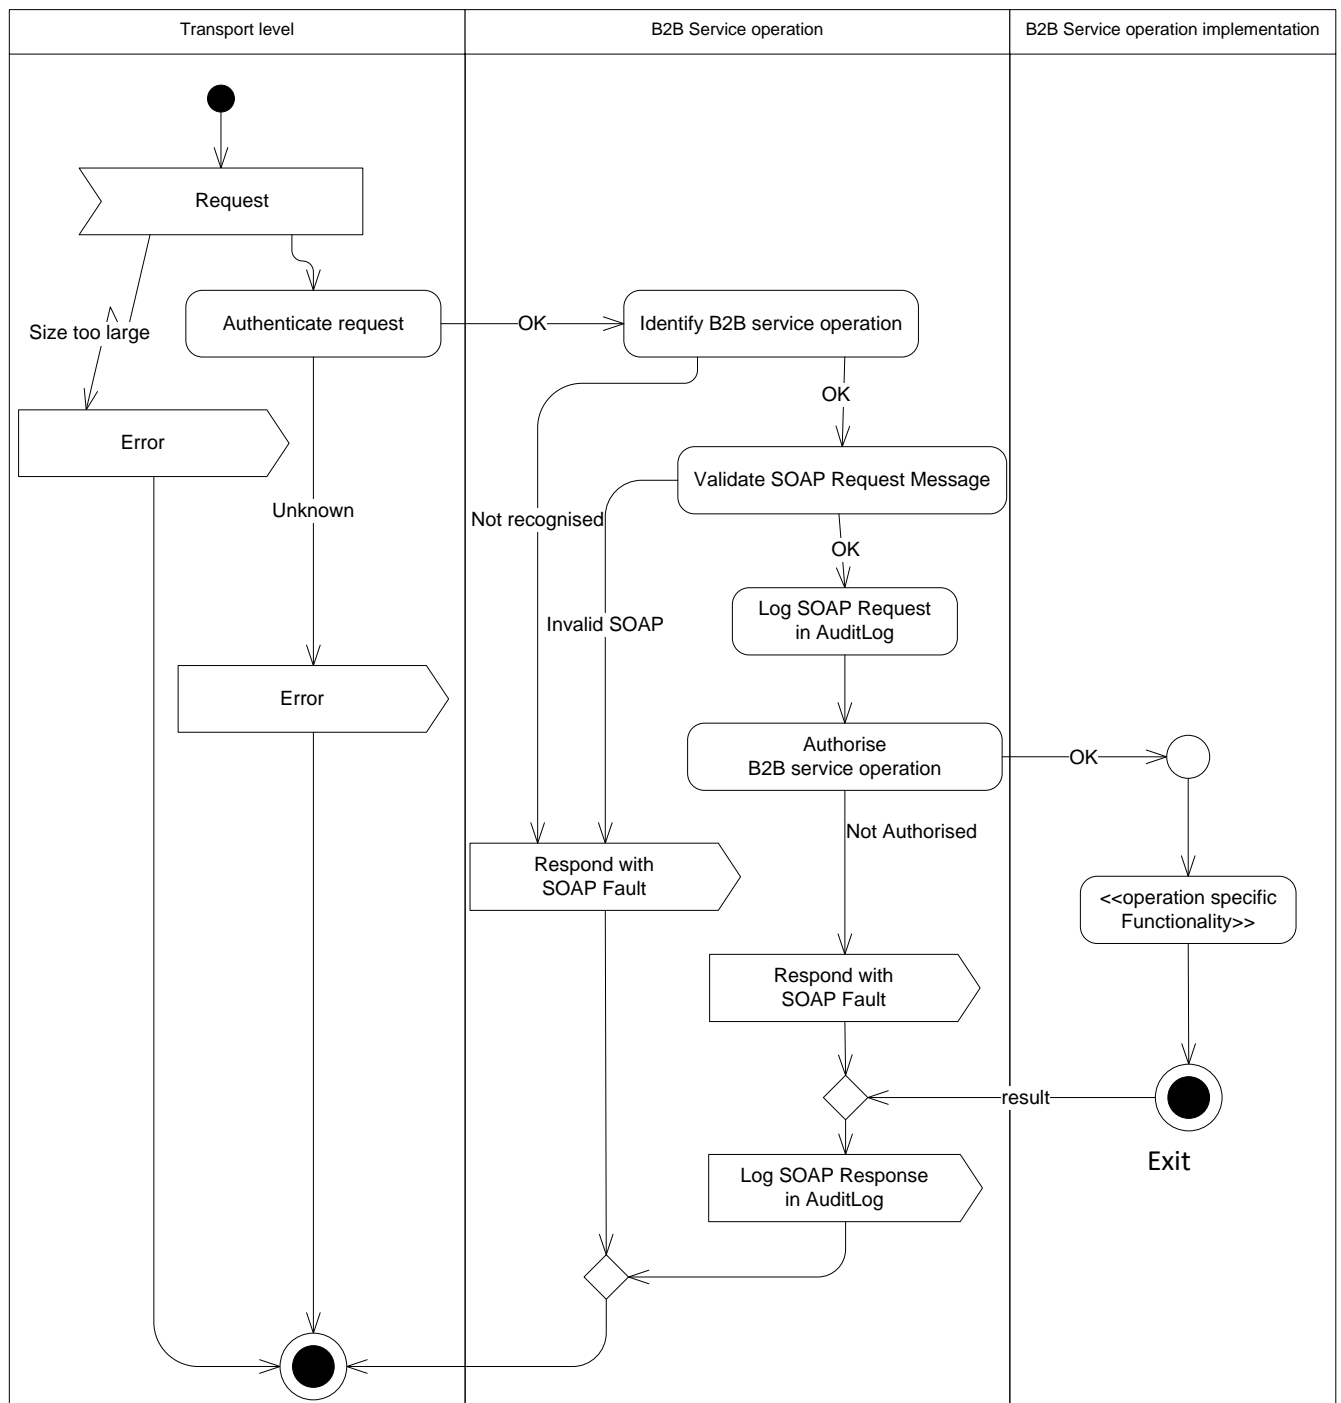 Transport level
B2B Service operation
B2B Service operation implementation
Request
Size too large
Authenticate request
OK
Identify B2B service operation
OK
Error
Validate SOAP Request Message
Unknown
Not recognised
OK
Invalid SOAP
Log SOAP Request
in AuditLog
Error
Authorise
B2B service operation
OK
Not Authorised
Respond with
SOAP Fault
<<operation specific
Functionality>>
Respond with
SOAP Fault
result
Exit
Log SOAP Response
in AuditLog